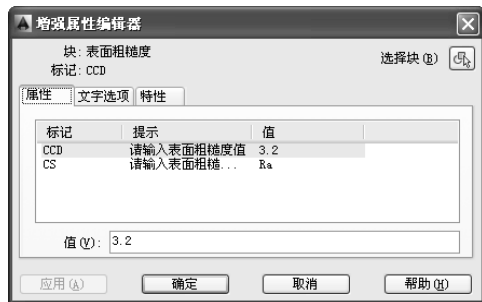 增强属性编辑器
块: 表面粗糙度
标记: CCD
选择块(B)
属性 文字选项 特性
标记 提示 值
CCD 请输入表面粗糙度值 3.2
CS 请输入表面粗糙... Ra
值(V): 3.2
应用(A) 确定 取消 帮助(H)